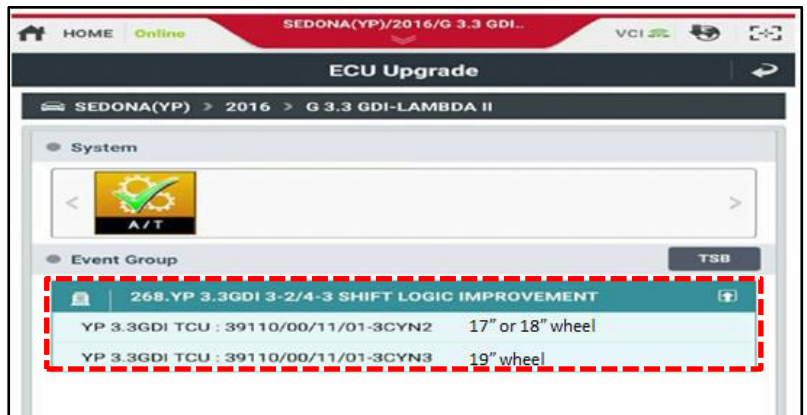 HOME Online SEDONA(YP)/2016/G 3.3 GDI.. VCI
ECU Upgrade
SEDONA(YP) > 2016 > G 3.3 GDI-LAMBDA II
System
< >
A/T
Event Group TSB
268.YP 3.3GDI 3-2/4-3 SHIFT LOGIC IMPROVEMENT
YP 3.3GDI TCU : 39110/00/11/01-3CYN2 17" or 18" wheel
YP 3.3GDI TCU : 39110/00/11/01-3CYN3 19" wheel